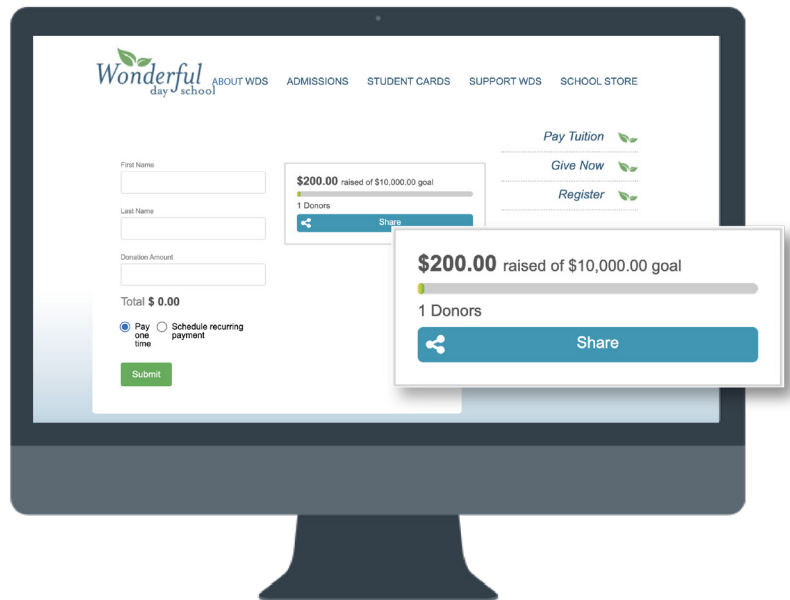 Wonderful
day school
ABOUT WDS ADMISSIONS STUDENT CARDS SUPPORT WDS SCHOOL STORE
Pay Tuition
Give Now
Register
First Name
Last Name
Donation Amount
Total $ 0.00
Pay one time
Schedule recurring payment
Submit
$200.00 raised of $10,000.00 goal
1 Donors
Share
$200.00 raised of $10,000.00 goal
1 Donors
Share